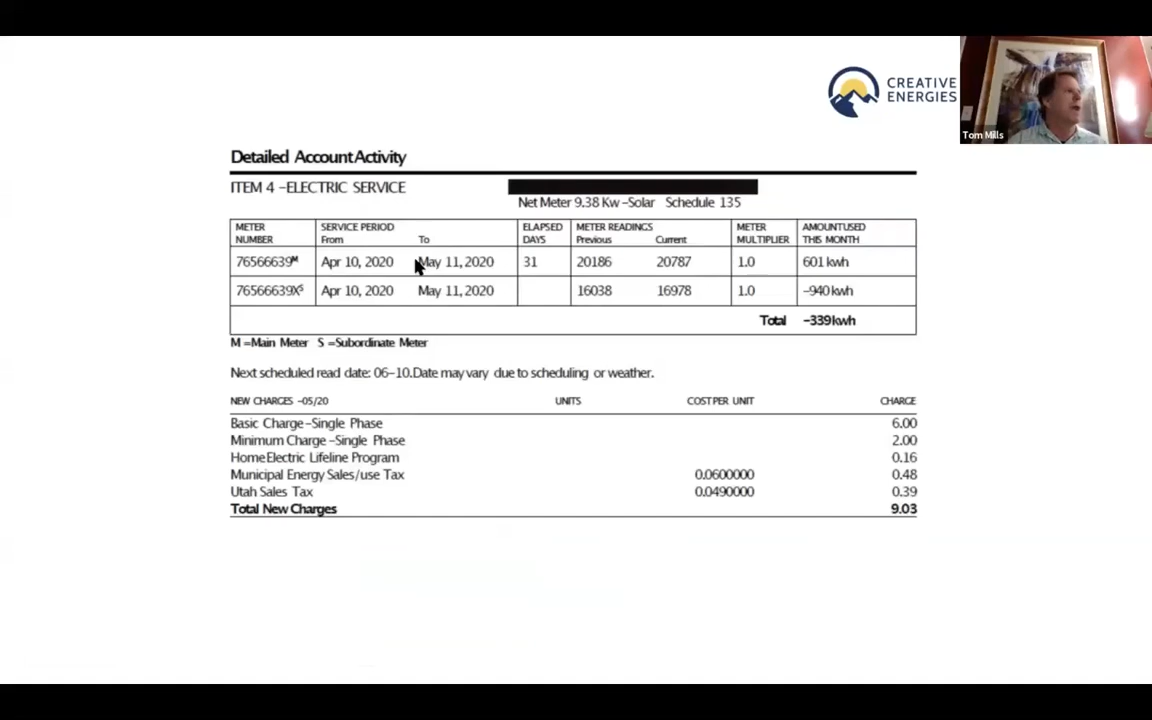 CREATIVE
ENERGIES
Tom Mills
Detailed Account Activity
ITEM 4 –ELECTRIC SERVICE
Net Meter 9.38 Kw –Solar Schedule 135
METER NUMBER SERVICE PERIOD From To ELAPSED DAYS METER READINGS Previous Current METER MULTIPLIER AMOUNT USED THIS MONTH
76566639M Apr 10, 2020 May 11, 2020 31 20186 20787 1.0 601 kwh
76566639XS Apr 10, 2020 May 11, 2020 16038 16978 1.0 –940 kwh
Total –339 kwh
M =Main Meter S =Subordinate Meter
Next scheduled read date: 06–10.Date may vary due to scheduling or weather.
NEW CHARGES –05/20 UNITS COST PER UNIT CHARGE
Basic Charge –Single Phase 6.00
Minimum Charge –Single Phase 2.00
Home Electric Lifeline Program 0.16
Municipal Energy Sales/use Tax 0.0600000 0.48
Utah Sales Tax 0.0490000 0.39
Total New Charges 9.03